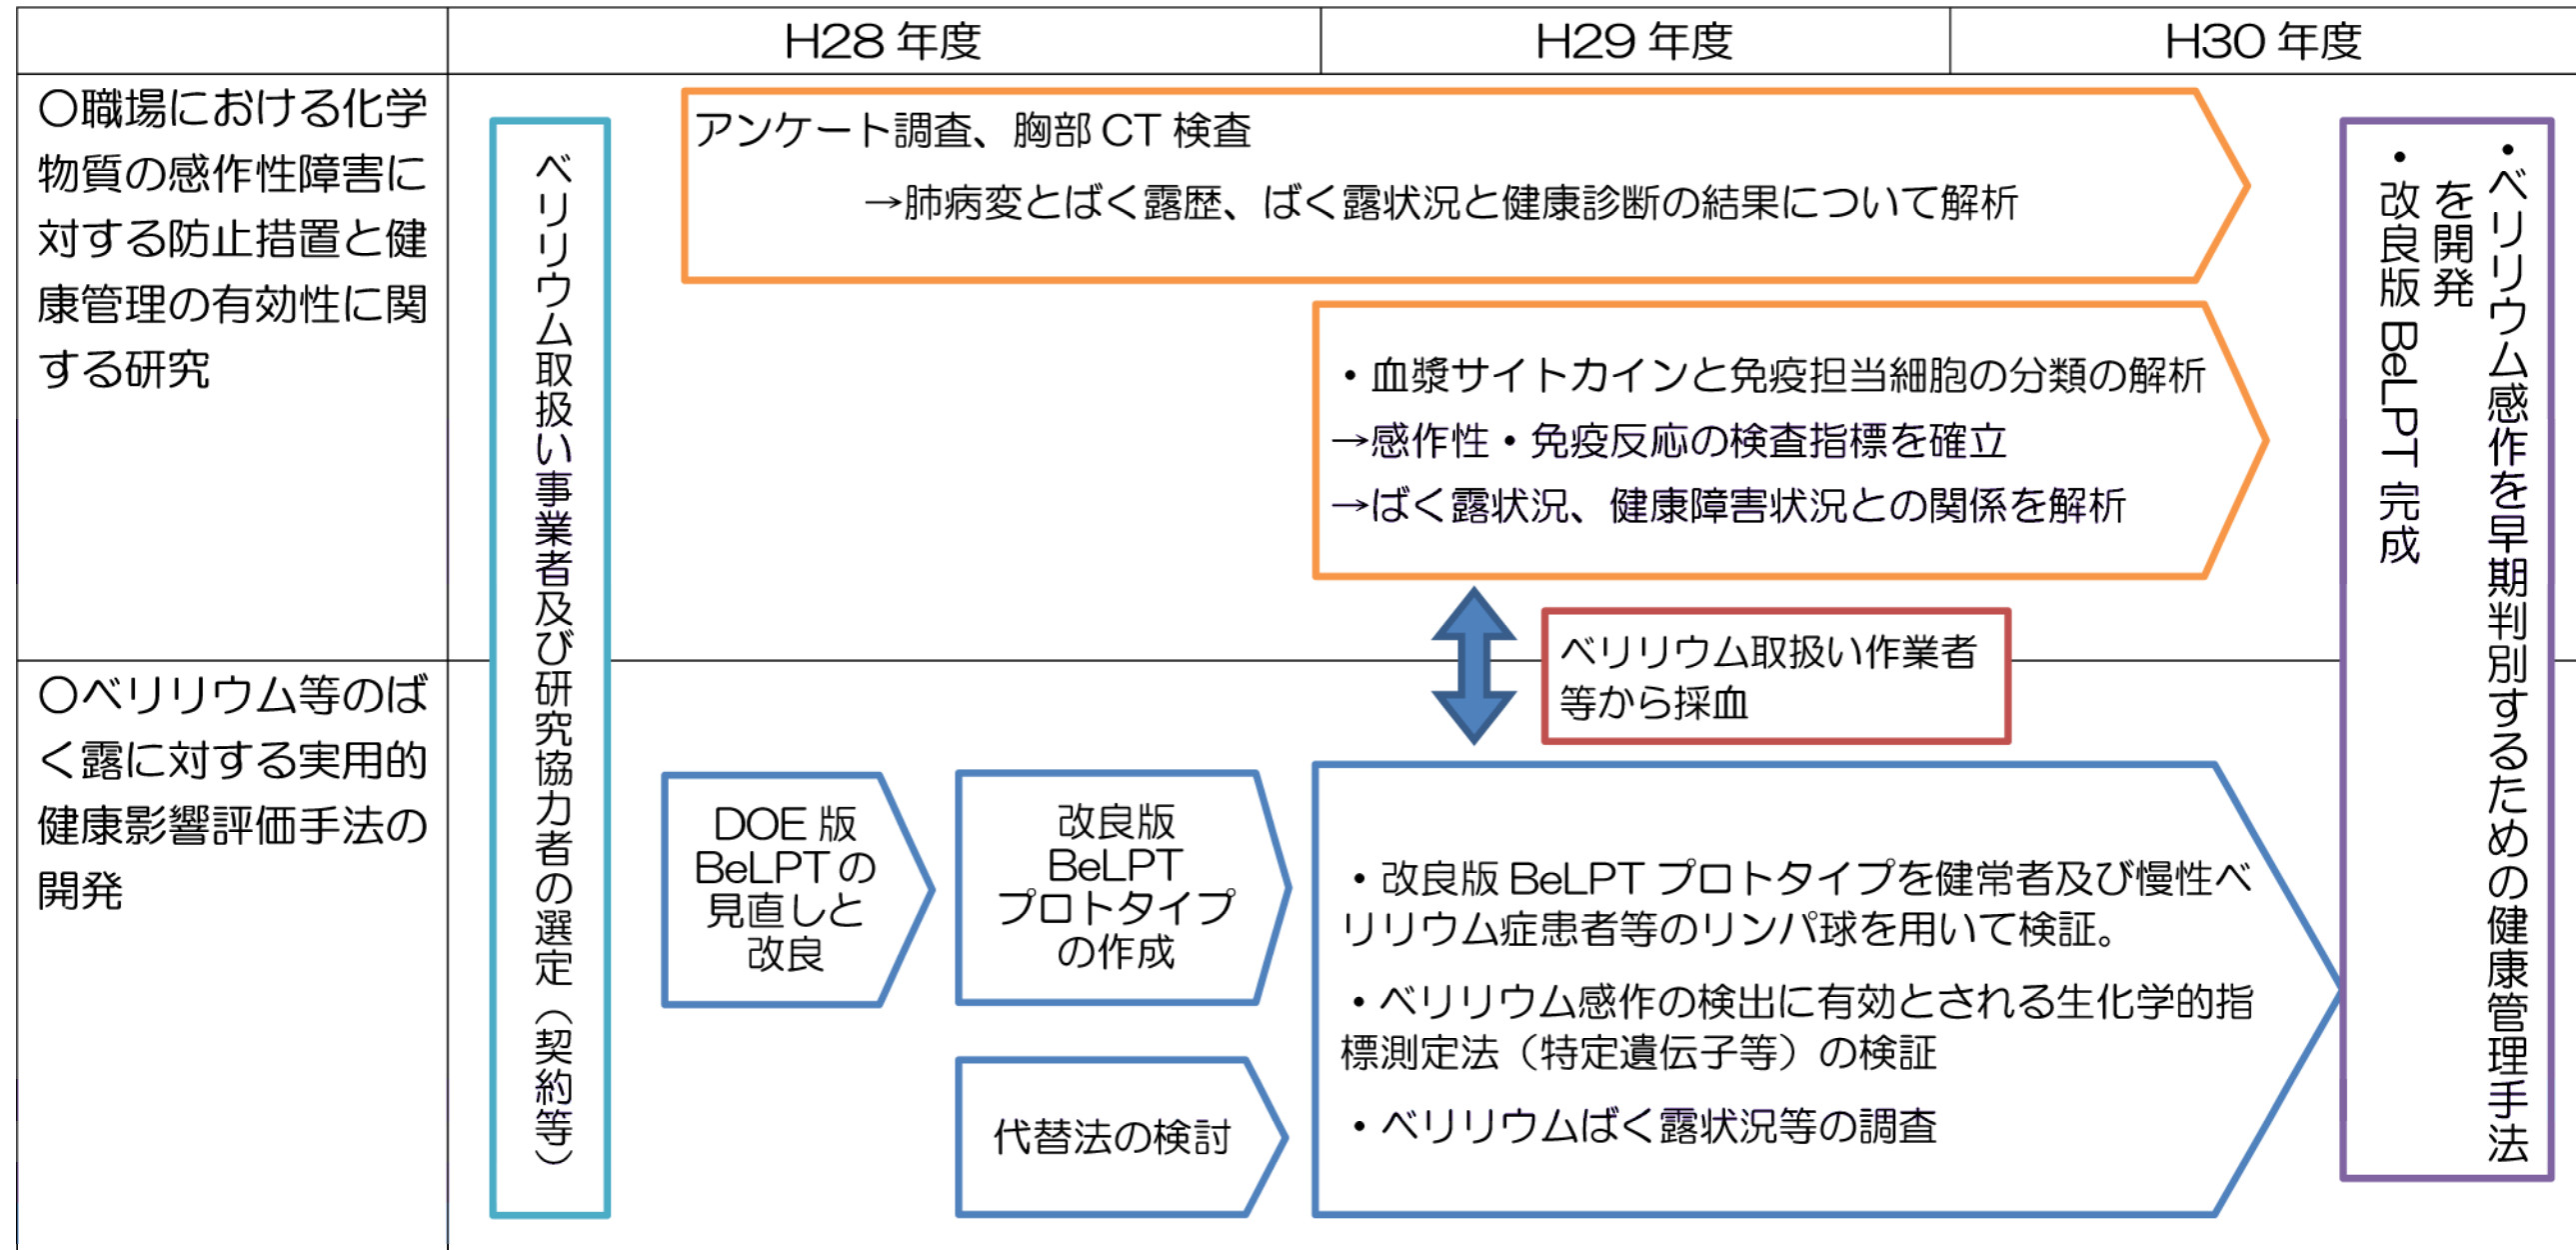 H28 年度
H29 年度
H30 年度
〇職場における化学
物質の感作性障害に
対する防止措置と健
康管理の有効性に関
する研究
ベリリウム取扱い事業者及び研究協力者の選定（契約等）
アンケート調査、胸部 CT 検査
→肺病変とばく露歴、ばく露状況と健康診断の結果について解析
・血漿サイトカインと免疫担当細胞の分類の解析
→感作性・免疫反応の検査指標を確立
→ばく露状況、健康障害状況との関係を解析
ベリリウム取扱い作業者
等から採血
〇ベリリウム等のば
く露に対する実用的
健康影響評価手法の
開発
DOE 版
BeLPT の
見直しと
改良
改良版
BeLPT
プロトタイプ
の作成
代替法の検討
・改良版 BeLPT プロトタイプを健常者及び慢性ベ
リリウム症患者等のリンパ球を用いて検証。
・ベリリウム感作の検出に有効とされる生化学的指
標測定法（特定遺伝子等）の検証
・ベリリウムばく露状況等の調査
・ベリリウム感作を早期判別するための健康管理手法
を開発
・改良版 BeLPT 完成